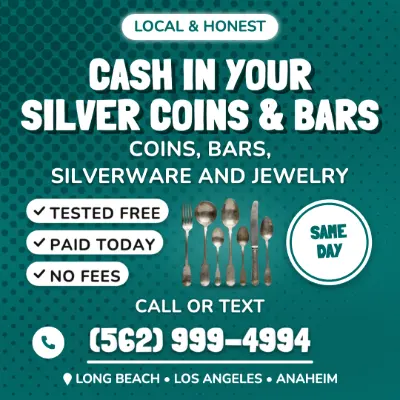 LOCAL & HONEST
CASH IN YOUR
SILVER COINS & BARS
COINS, BARS,
SILVERWARE AND JEWELRY
TESTED FREE
PAID TODAY
NO FEES
SAME
DAY
CALL OR TEXT
(562) 999-4994
LONG BEACH • LOS ANGELES • ANAHEIM